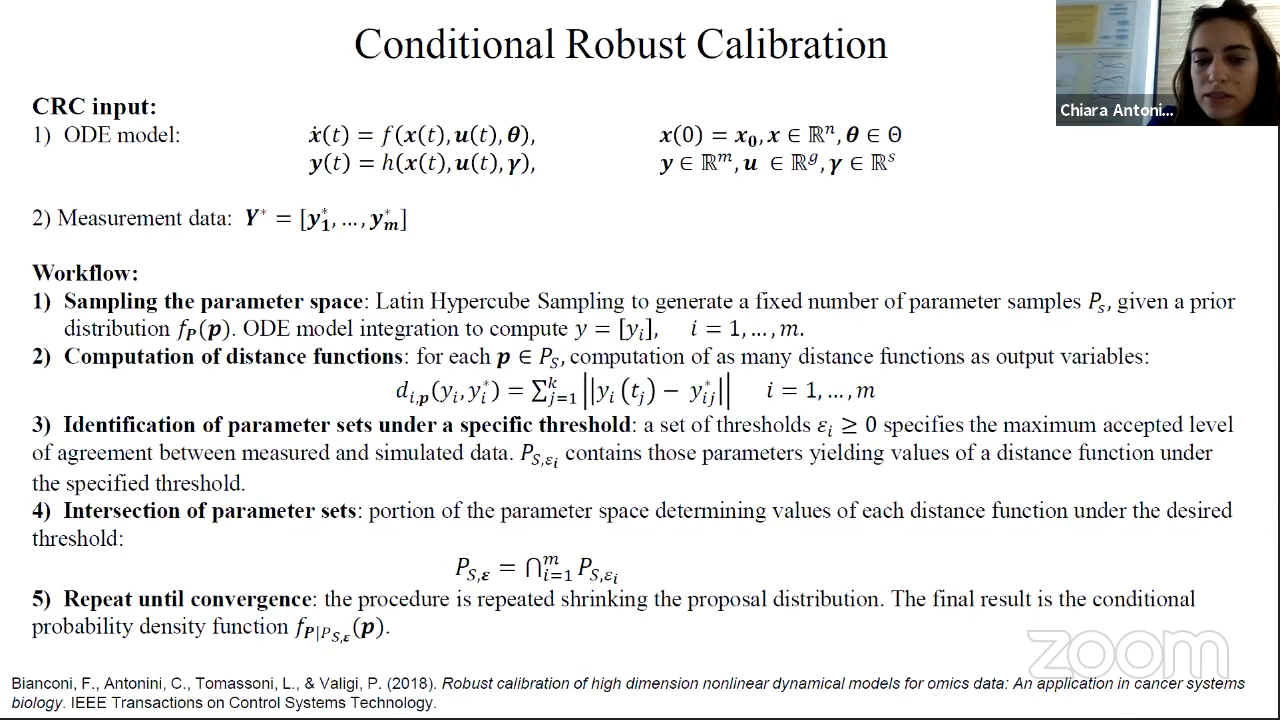 Conditional Robust Calibration
Chiara Antoni...
CRC input:
1) ODE model: ẋ(t) = f(x(t), u(t), θ), x(0) = x₀, x ∈ ℝⁿ, θ ∈ Θ
y(t) = h(x(t), u(t), γ), y ∈ ℝᵐ, u ∈ ℝᵍ, γ ∈ ℝˢ
2) Measurement data: Y* = [y₁*, ..., yₘ*]
Workflow:
1) Sampling the parameter space: Latin Hypercube Sampling to generate a fixed number of parameter samples Pₛ, given a prior
distribution f_P(p). ODE model integration to compute y = [yᵢ], i = 1, ..., m.
2) Computation of distance functions: for each p ∈ P_S, computation of as many distance functions as output variables:
d_{i,p}(yᵢ, yᵢ*) = ∑_{j=1}^{k} ||yᵢ (tⱼ) − y*_{ij}|| i = 1, ..., m
3) Identification of parameter sets under a specific threshold: a set of thresholds εᵢ ≥ 0 specifies the maximum accepted level
of agreement between measured and simulated data. P_{S,εᵢ} contains those parameters yielding values of a distance function under
the specified threshold.
4) Intersection of parameter sets: portion of the parameter space determining values of each distance function under the desired
threshold:
P_{S,ε} = ⋂_{i=1}^{m} P_{S,εᵢ}
5) Repeat until convergence: the procedure is repeated shrinking the proposal distribution. The final result is the conditional
probability density function f_{P|P_{S,ε}}(p).
zoom
Bianconi, F., Antonini, C., Tomassoni, L., & Valigi, P. (2018). Robust calibration of high dimension nonlinear dynamical models for omics data: An application in cancer systems
biology. IEEE Transactions on Control Systems Technology.